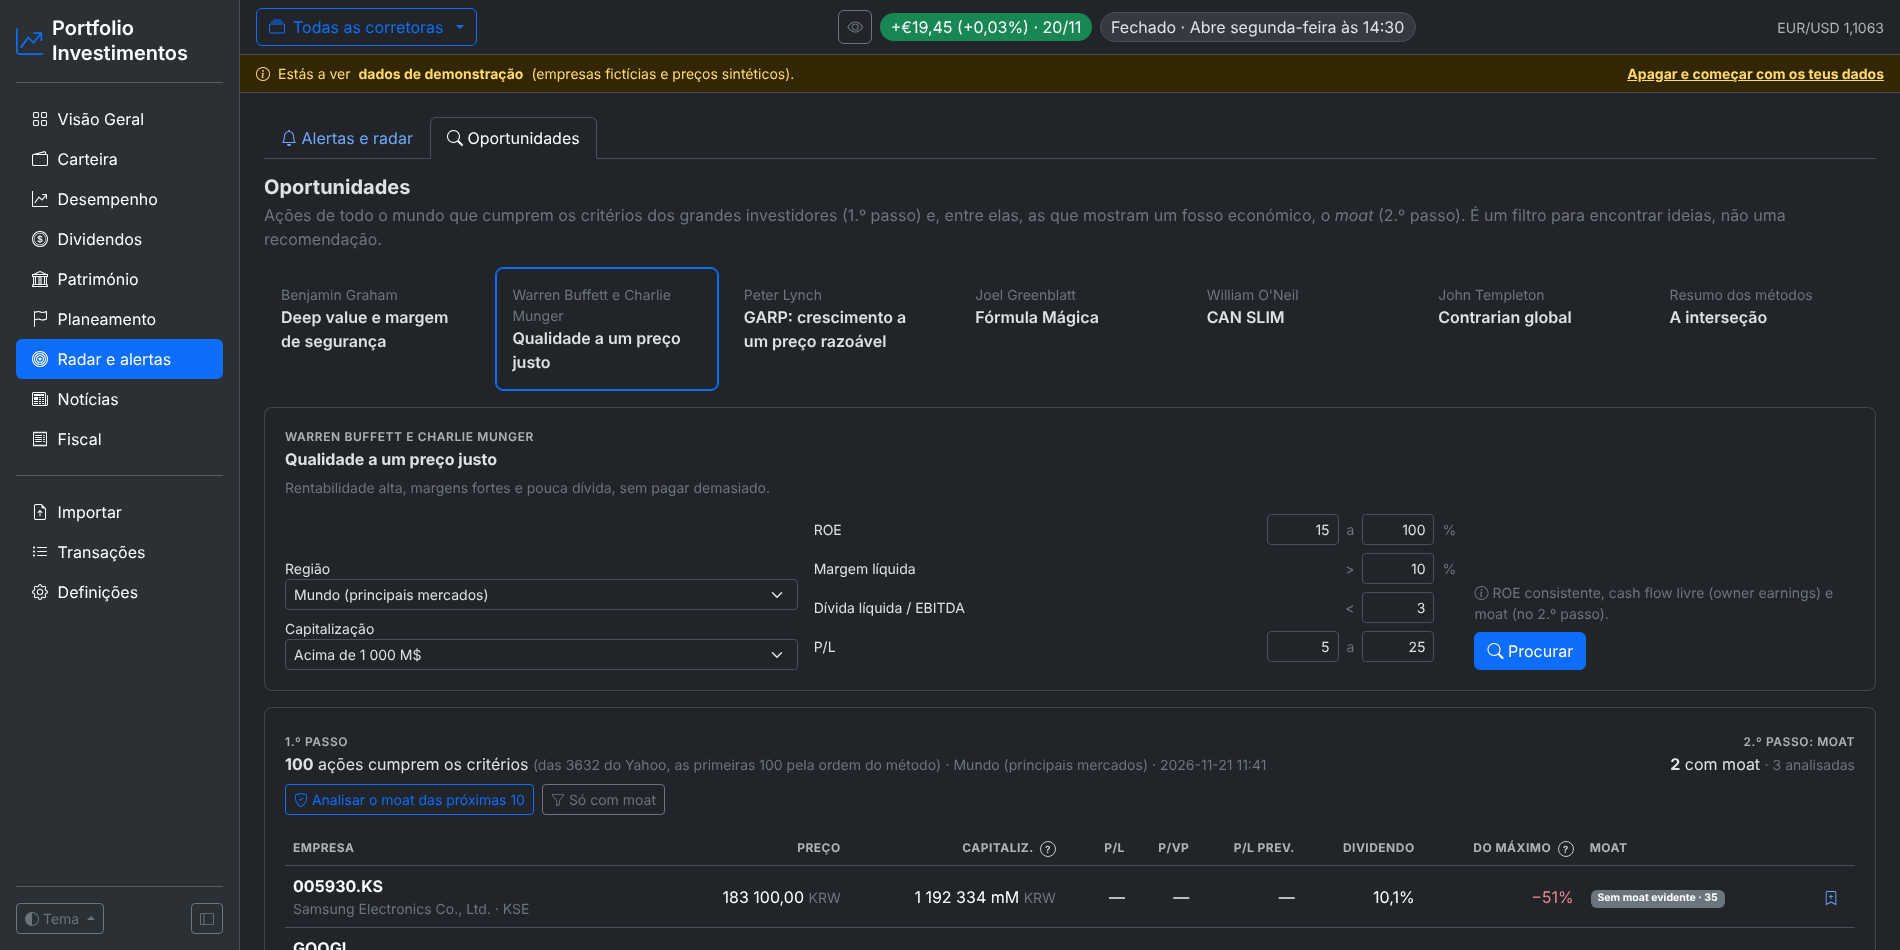 Portfolio
Investimentos
Visão Geral
Carteira
Desempenho
Dividendos
Património
Planeamento
Radar e alertas
Notícias
Fiscal
Importar
Transações
Definições
Tema
Todas as corretoras
+€19,45 (+0,03%) · 20/11
Fechado · Abre segunda-feira às 14:30
EUR/USD 1,1063
Estás a ver dados de demonstração (empresas fictícias e preços sintéticos).
Apagar e começar com os teus dados
Alertas e radar
Oportunidades
Oportunidades
Ações de todo o mundo que cumprem os critérios dos grandes investidores (1.º passo) e, entre elas, as que mostram um fosso económico, o moat (2.º passo). É um filtro para encontrar ideias, não uma
recomendação.
Benjamin Graham
Deep value e margem
de segurança
Warren Buffett e Charlie
Munger
Qualidade a um preço
justo
Peter Lynch
GARP: crescimento a
um preço razoável
Joel Greenblatt
Fórmula Mágica
William O'Neil
CAN SLIM
John Templeton
Contrarian global
Resumo dos métodos
A interseção
WARREN BUFFETT E CHARLIE MUNGER
Qualidade a um preço justo
Rentabilidade alta, margens fortes e pouca dívida, sem pagar demasiado.
Região
Mundo (principais mercados)
Capitalização
Acima de 1 000 M$
ROE 15 a 100 %
Margem líquida > 10 %
Dívida líquida / EBITDA < 3
P/L 5 a 25
ROE consistente, cash flow livre (owner earnings) e
moat (no 2.º passo).
Procurar
1.º PASSO
100 ações cumprem os critérios (das 3632 do Yahoo, as primeiras 100 pela ordem do método) · Mundo (principais mercados) · 2026-11-21 11:41
2.º PASSO: MOAT
2 com moat · 3 analisadas
Analisar o moat das próximas 10
Só com moat
EMPRESA PREÇO CAPITALIZ. ? P/L P/VP P/L PREV. DIVIDENDO DO MÁXIMO ? MOAT
005930.KS
Samsung Electronics Co., Ltd. · KSE
183 100,00 KRW 1 192 334 mM KRW — — — 10,1% −51% Sem moat evidente · 35
GOOGL